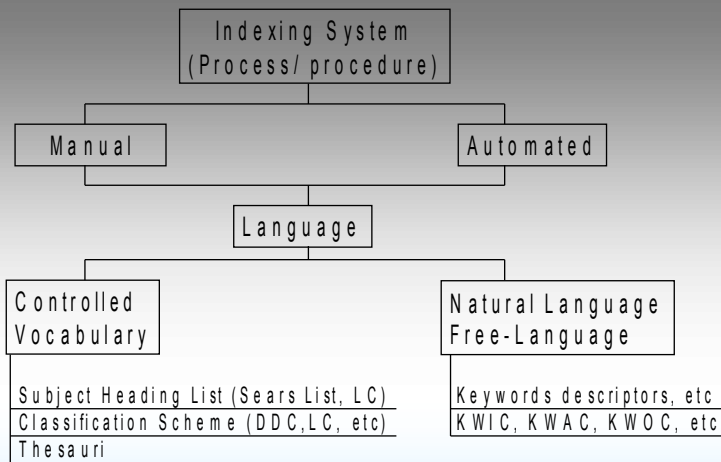 Indexing System
(Process/ procedure)
Manual
Automated
Language
Controlled
Vocabulary
Natural Language
Free-Language
Subject Heading List (Sears List, LC)
Classification Scheme (DDC,LC, etc)
Thesauri
Keywords descriptors, etc
KWIC, KWAC, KWOC, etc